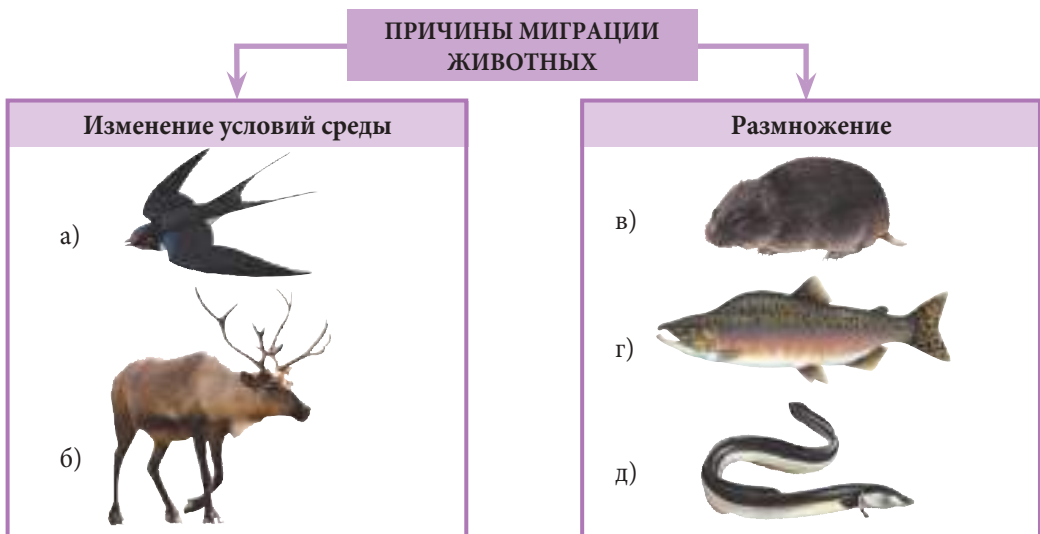 ПРИЧИНЫ МИГРАЦИИ
ЖИВОТНЫХ
Изменение условий среды
а)
б)
Размножение
в)
г)
д)